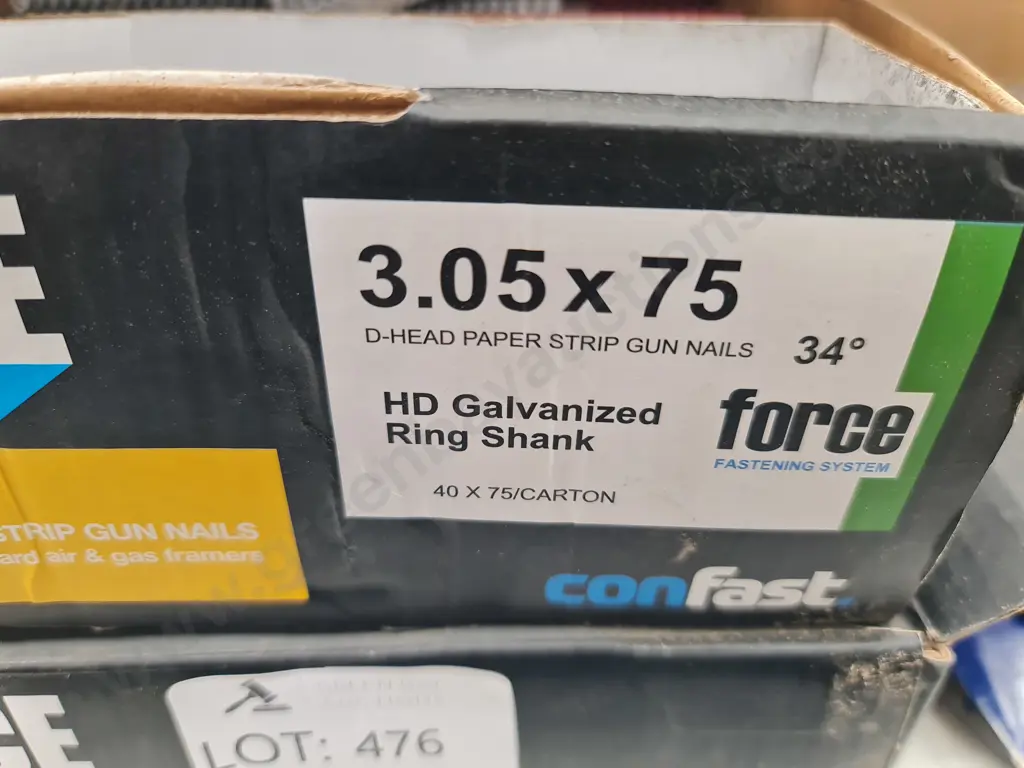 E
3.05 x 75
D-HEAD PAPER STRIP GUN NAILS 34°
HD Galvanized
Ring Shank
force
FASTENING SYSTEM
40 X 75/CARTON
STRIP GUN NAILS
ard air & gas framers
confast.
GE
LOT: 476